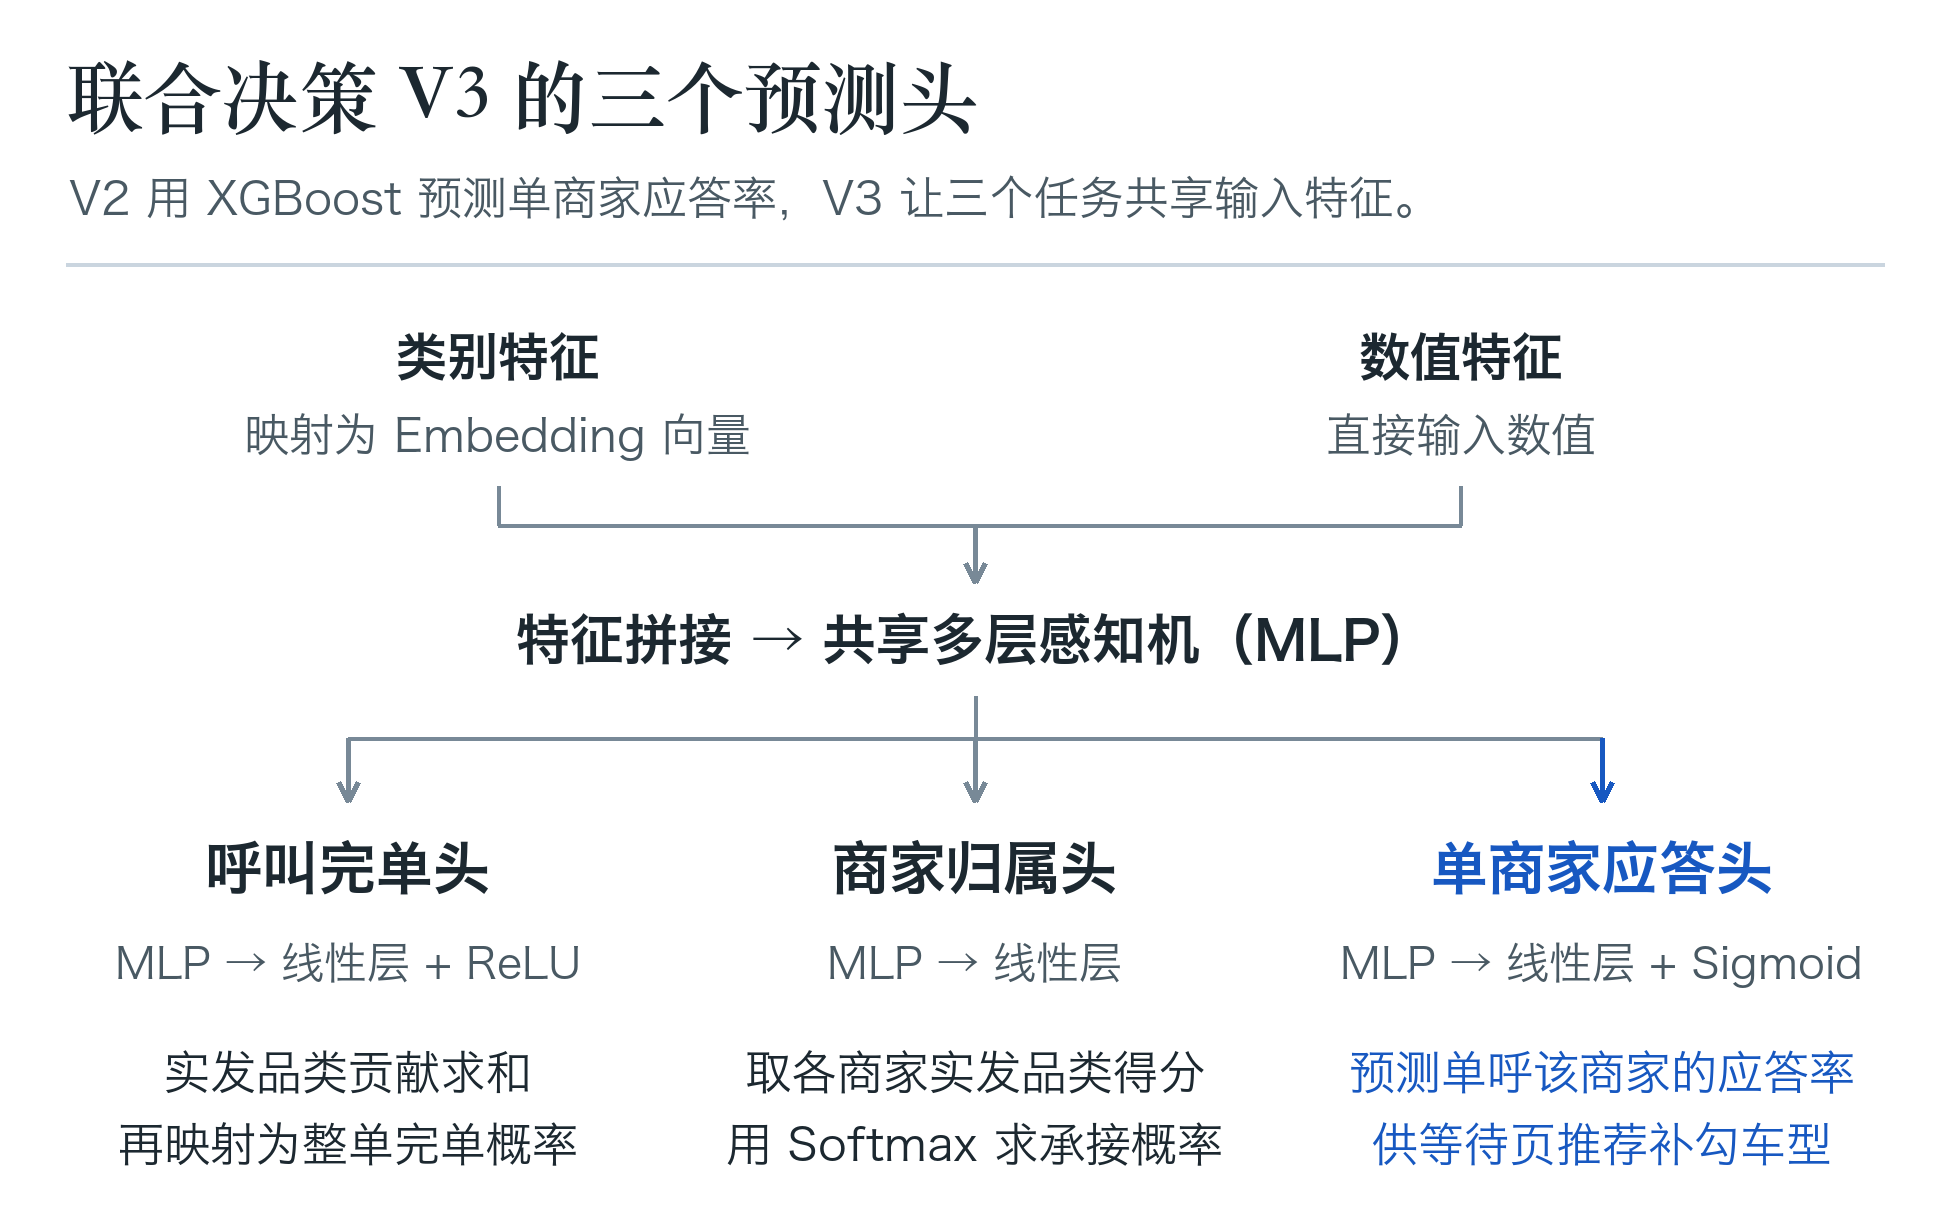 联合决策 V3 的三个预测头
V2 用 XGBoost 预测单商家应答率，V3 让三个任务共享输入特征。
类别特征
映射为 Embedding 向量
数值特征
直接输入数值
特征拼接 → 共享多层感知机（MLP）
呼叫完单头
MLP → 线性层 + ReLU
实发品类贡献求和
再映射为整单完单概率
商家归属头
MLP → 线性层
取各商家实发品类得分
用 Softmax 求承接概率
单商家应答头
MLP → 线性层 + Sigmoid
预测单呼该商家的应答率
供等待页推荐补勾车型